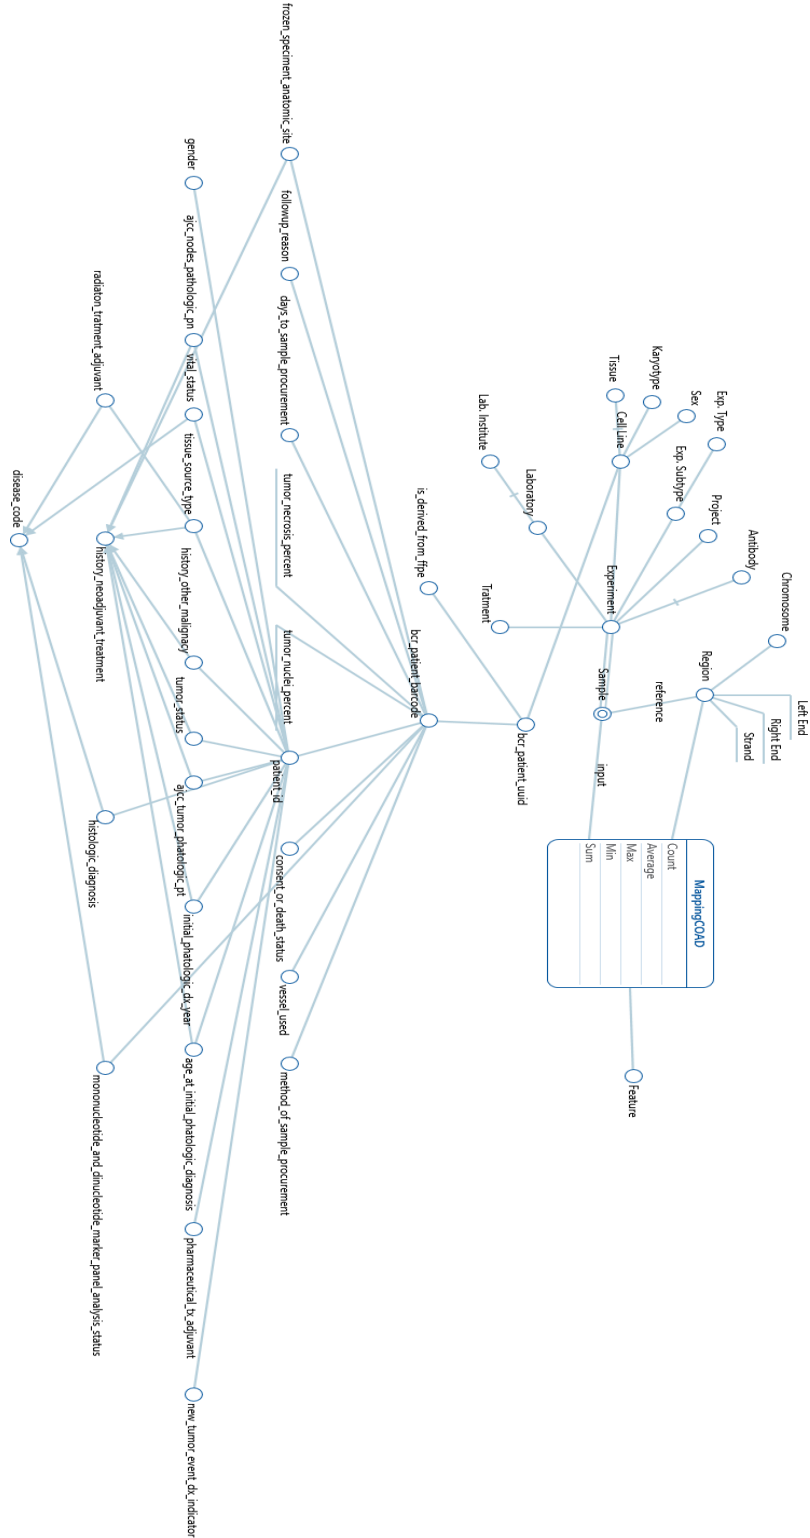 MappingCOAD
Count
Average
Max
Min
Sum
Feature
Left End
Right End
Strand
Chromosome
Region
reference
input
Sample
Antibody
Project
Exp. Type
Exp. Subtype
Sex
Karyotype
Cell Line
Tissue
Experiment
Laboratory
Lab. Institute
Tratment
bcr_patient_uuid
is_derived_from_ffpe
bcr_patient_barcode
frozen_speciment_anatomic_site
followup_reason
days_to_sample_procurement
tumor_necrosis_percent
tumor_nuclei_percent
patient_id
consent_or_death_status
vessel_used
method_of_sample_procurement
gender
ajcc_nodes_pathologic_pn
vital_status
tissue_source_type
history_other_malignacy
tumor_status
ajcc_tumor_phatologic_pt
initial_phatologic_dx_year
age_at_initial_phatologic_diagnosis
pharmaceutical_tx_adjuvant
new_tumor_event_dx_indicator
radiaton_tratment_adjuvant
history_neoadjuvant_treatment
histologic_diagnosis
mononucleotide_and_dinucleotide_marker_panel_analysis_status
disease_code